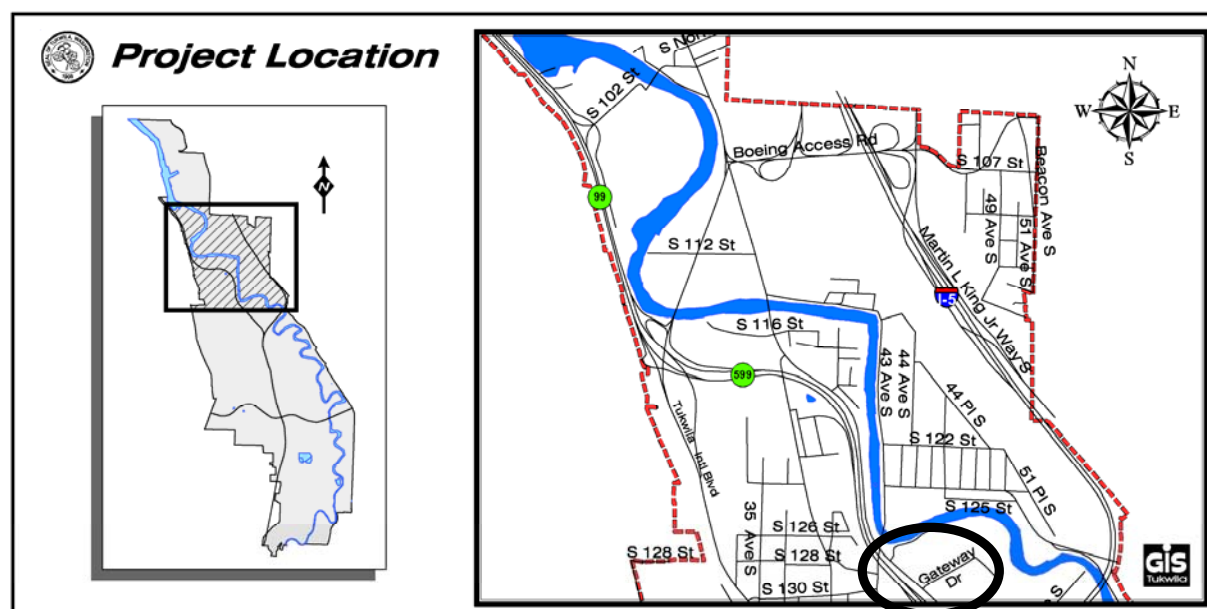 Project Location
N
N
W
E
S
S 102 St
Boeing Access Rd
S 107 St
Beacon Ave S
49 Ave S
51 Ave S
99
S 112 St
Martin L King Jr Way S
I-5
S 116 St
599
43 Ave S
44 Ave S
44 Pl S
S 122 St
51 Pl S
Tukwila Intl Blvd
S 125 St
35 Ave S
S 126 St
S 128 St
S 128 St
S 130 St
Gateway
Dr
S
GIS
Tukwila